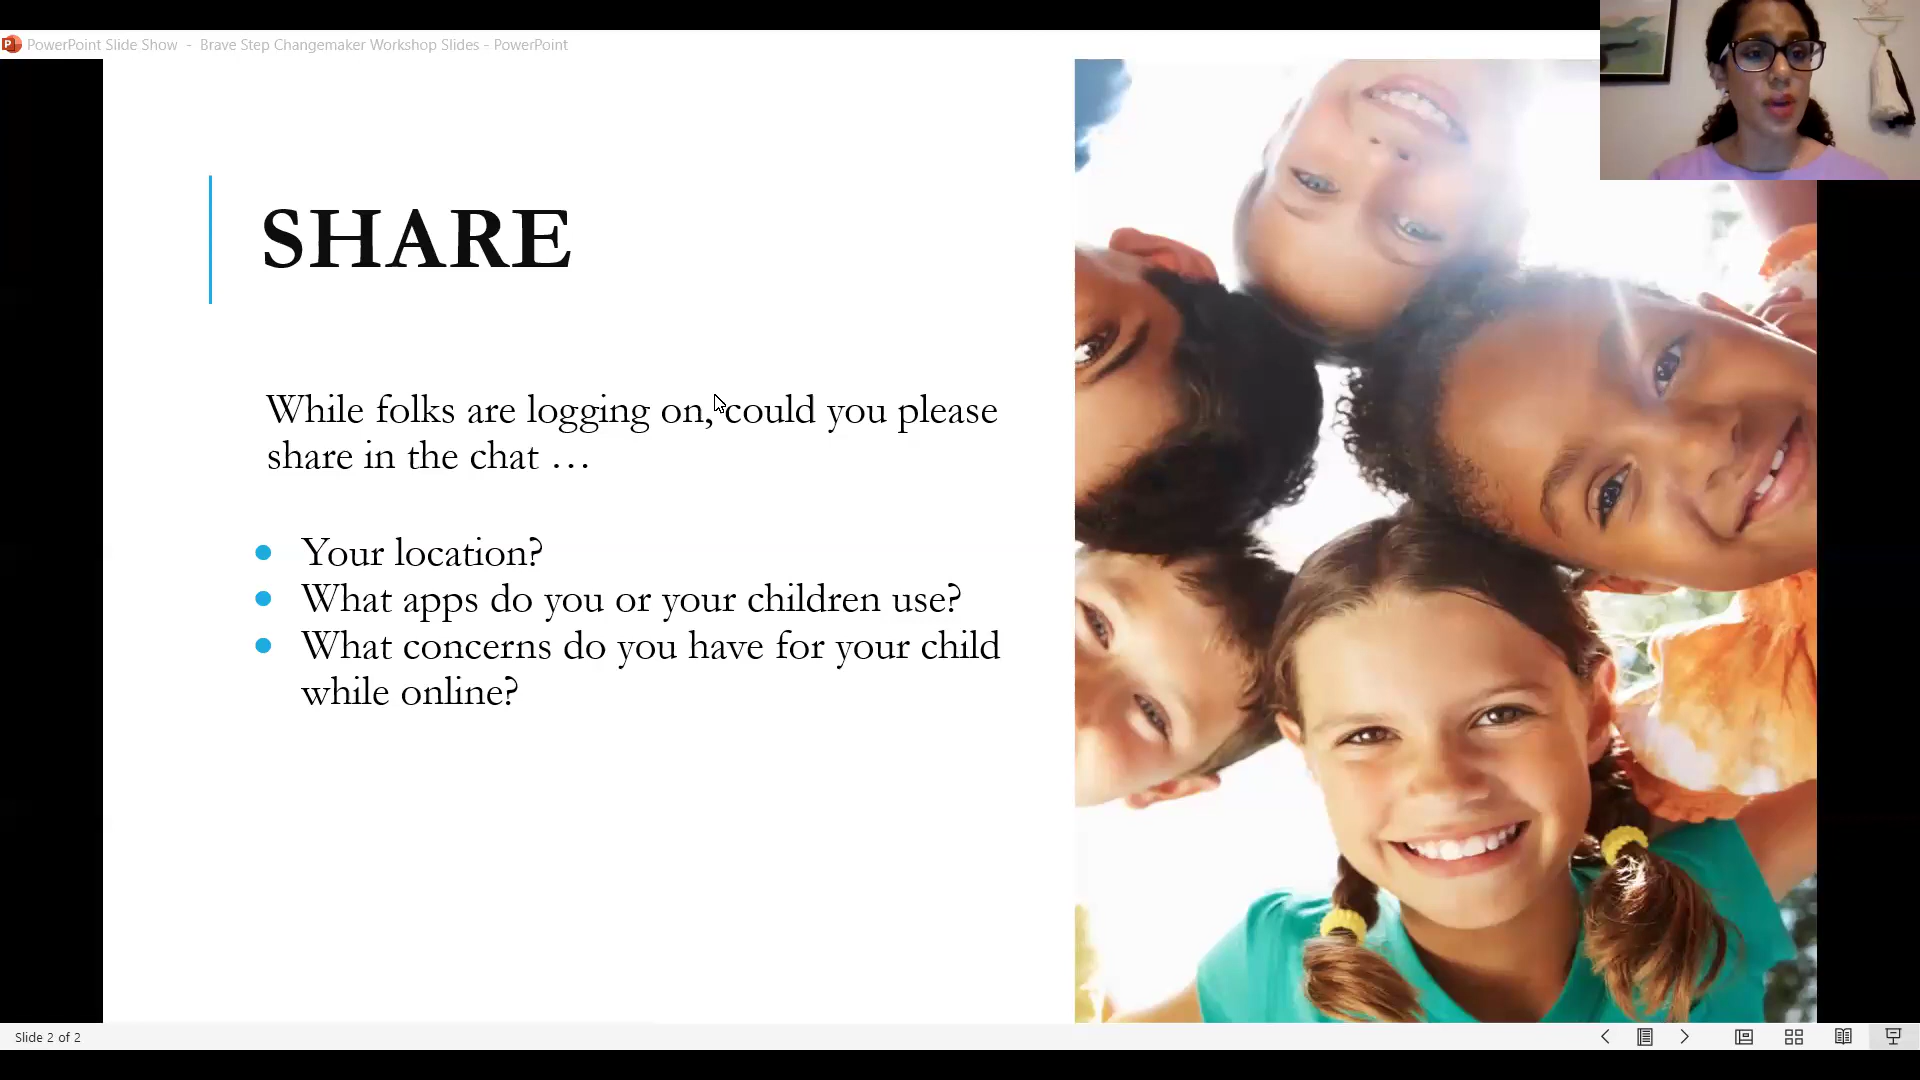 PowerPoint Slide Show - Brave Step Changemaker Workshop Slides - PowerPoint
SHARE
While folks are logging on, could you please
share in the chat …
• Your location?
• What apps do you or your children use?
• What concerns do you have for your child
while online?
Slide 2 of 2